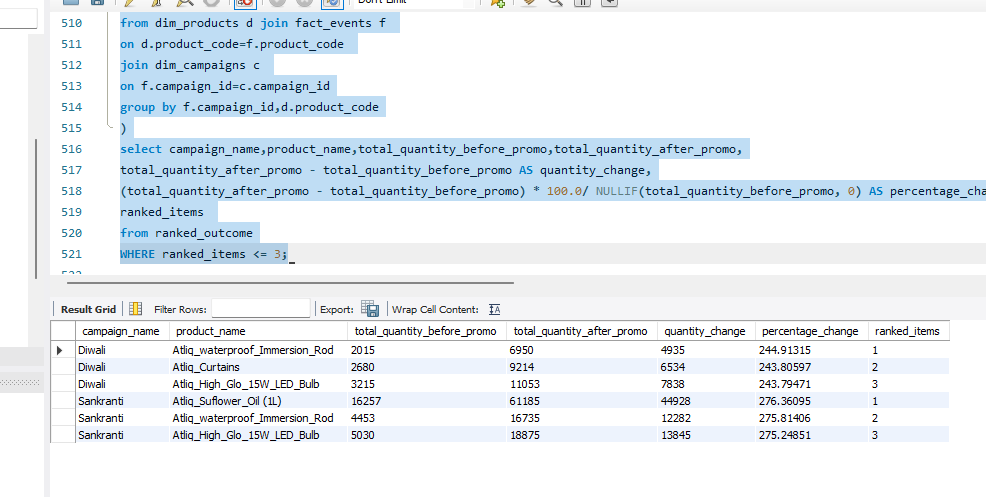 Don't Limit
510 from dim_products d join fact_events f
511 on d.product_code=f.product_code
512 join dim_campaigns c
513 on f.campaign_id=c.campaign_id
514 group by f.campaign_id,d.product_code
515 )
516 select campaign_name,product_name,total_quantity_before_promo,total_quantity_after_promo,
517 total_quantity_after_promo - total_quantity_before_promo AS quantity_change,
518 (total_quantity_after_promo - total_quantity_before_promo) * 100.0/ NULLIF(total_quantity_before_promo, 0) AS percentage_cha
519 ranked_items
520 from ranked_outcome
521 WHERE ranked_items <= 3;
522
Result Grid Filter Rows: Export: Wrap Cell Content:
campaign_name product_name total_quantity_before_promo total_quantity_after_promo quantity_change percentage_change ranked_items
Diwali Atliq_waterproof_Immersion_Rod 2015 6950 4935 244.91315 1
Diwali Atliq_Curtains 2680 9214 6534 243.80597 2
Diwali Atliq_High_Glo_15W_LED_Bulb 3215 11053 7838 243.79471 3
Sankranti Atliq_Suflower_Oil (1L) 16257 61185 44928 276.36095 1
Sankranti Atliq_waterproof_Immersion_Rod 4453 16735 12282 275.81406 2
Sankranti Atliq_High_Glo_15W_LED_Bulb 5030 18875 13845 275.24851 3